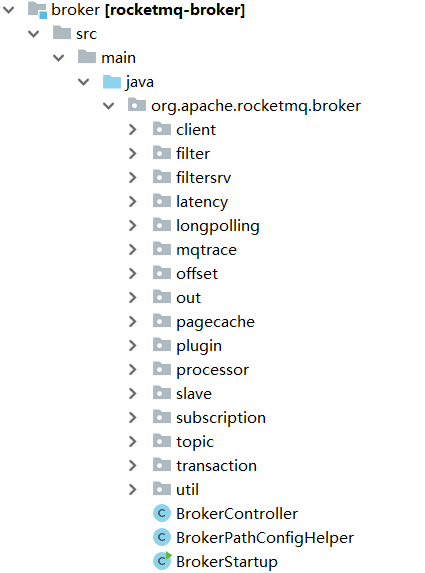 broker [rocketmq-broker]
src
main
java
org.apache.rocketmq.broker
client
filter
filtersrv
latency
longpolling
mqtrace
offset
out
pagecache
plugin
processor
slave
subscription
topic
transaction
util
BrokerController
BrokerPathConfigHelper
BrokerStartup